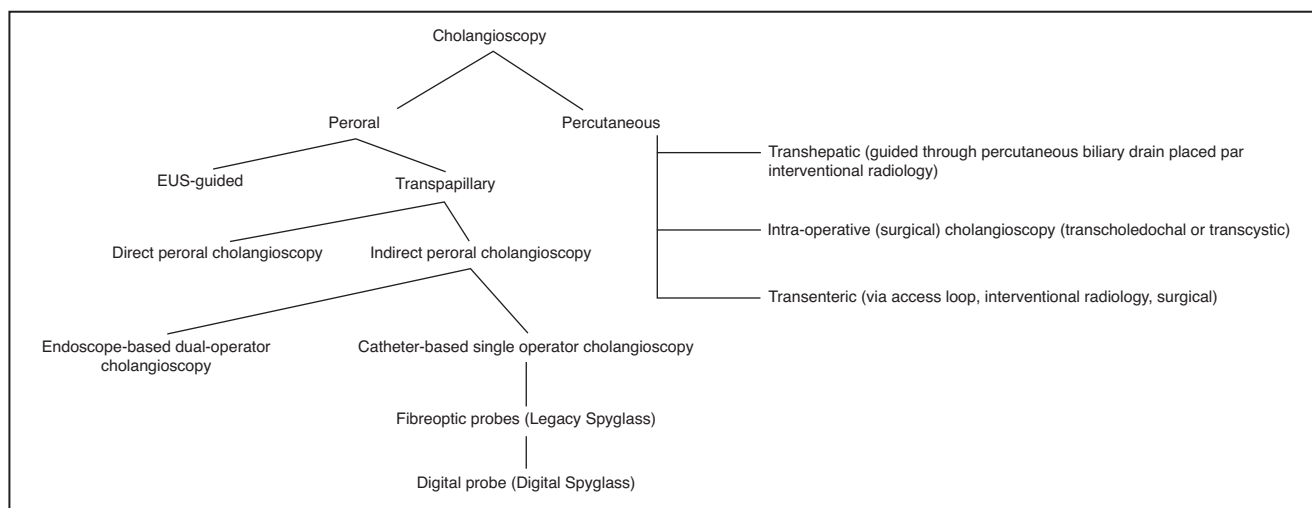 Cholangioscopy
Peroral
Percutaneous
Transhepatic (guided through percutaneous biliary drain placed par
interventional radiology)
EUS-guided
Transpapillary
Intra-operative (surgical) cholangioscopy (transcholedochal or transcystic)
Direct peroral cholangioscopy
Indirect peroral cholangioscopy
Transenteric (via access loop, interventional radiology, surgical)
Endoscope-based dual-operator
cholangioscopy
Catheter-based single operator cholangioscopy
Fibreoptic probes (Legacy Spyglass)
Digital probe (Digital Spyglass)